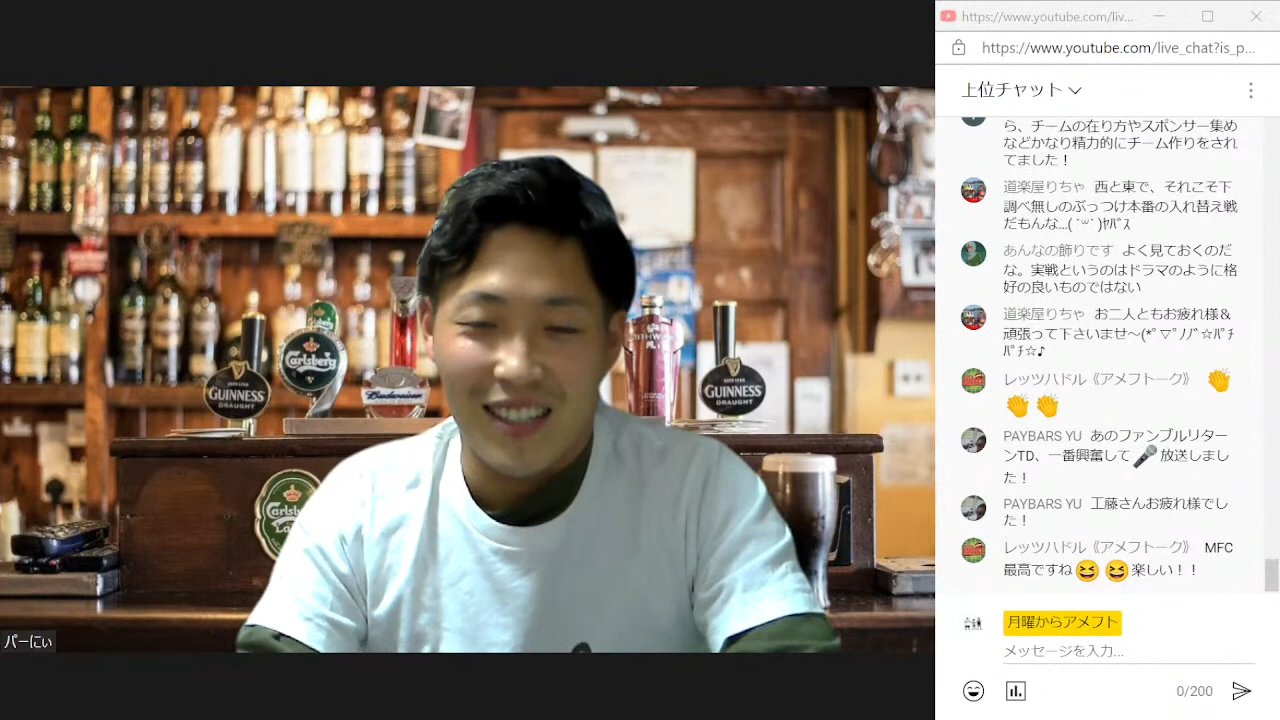 https://www.youtube.com/liv...
https://www.youtube.com/live_chat?is_p...
上位チャット
ら、チームの在り方やスポンサー集め
などかなり精力的にチーム作りをされ
てました！
道楽屋りちゃ 西と東で、それこそ下
調べ無しのぶっつけ本番の入れ替え戦
だもんな...( ˙꒳˙ )ﾔﾊﾞｽ
あんなの飾りです よく見ておくのだ
な。実戦というのはドラマのように格
好の良いものではない
道楽屋りちゃ お二人ともお疲れ様＆
頑張って下さいませ～(*ﾟ▽ﾟﾉﾉﾞ☆ﾊﾟﾁ
ﾊﾟﾁ☆♪
レッツハドル《アメフトーク》 👏
👏👏
PAYBARS YU あのファンブルリター
ンTD、一番興奮して🎤放送しまし
た！
PAYBARS YU 工藤さんお疲れ様でし
た！
レッツハドル《アメフトーク》 MFC
最高ですね😆😆楽しい！！
月曜からアメフト
メッセージを入力...
0/200
Carlsberg
GUINNESS
DRAUGHT
Budweiser
GUINNESS
DRAUGHT
パーにぃ